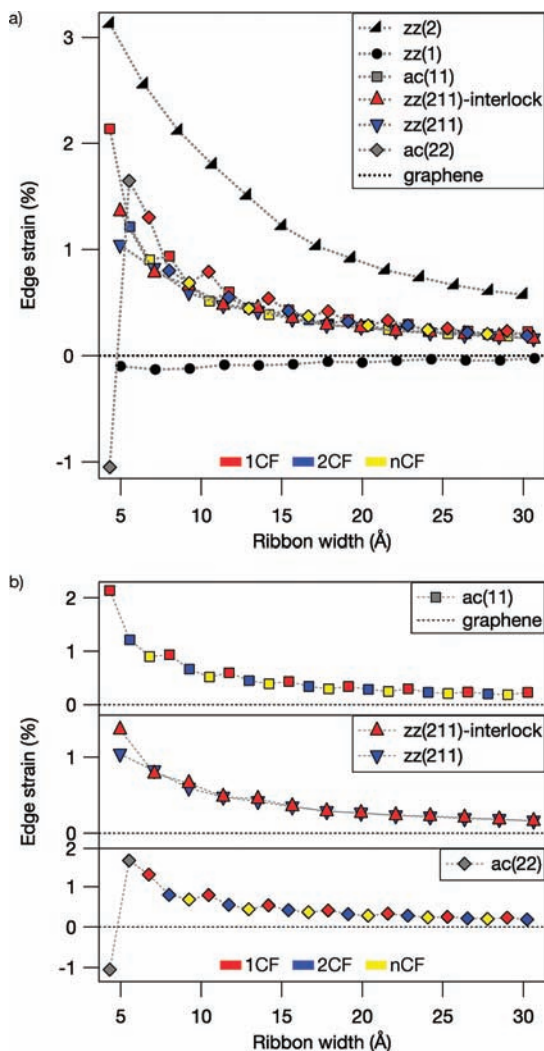 a)
3
2
1
0
-1
Edge strain (%)
zz(2)
zz(1)
ac(11)
zz(211)-interlock
zz(211)
ac(22)
graphene
1CF 2CF nCF
5 10 15 20 25 30
Ribbon width (Å)
b)
Edge strain (%)
2
1
0
ac(11)
graphene
1
0
zz(211)-interlock
zz(211)
2
1
0
-1
ac(22)
1CF 2CF nCF
5 10 15 20 25 30
Ribbon width (Å)